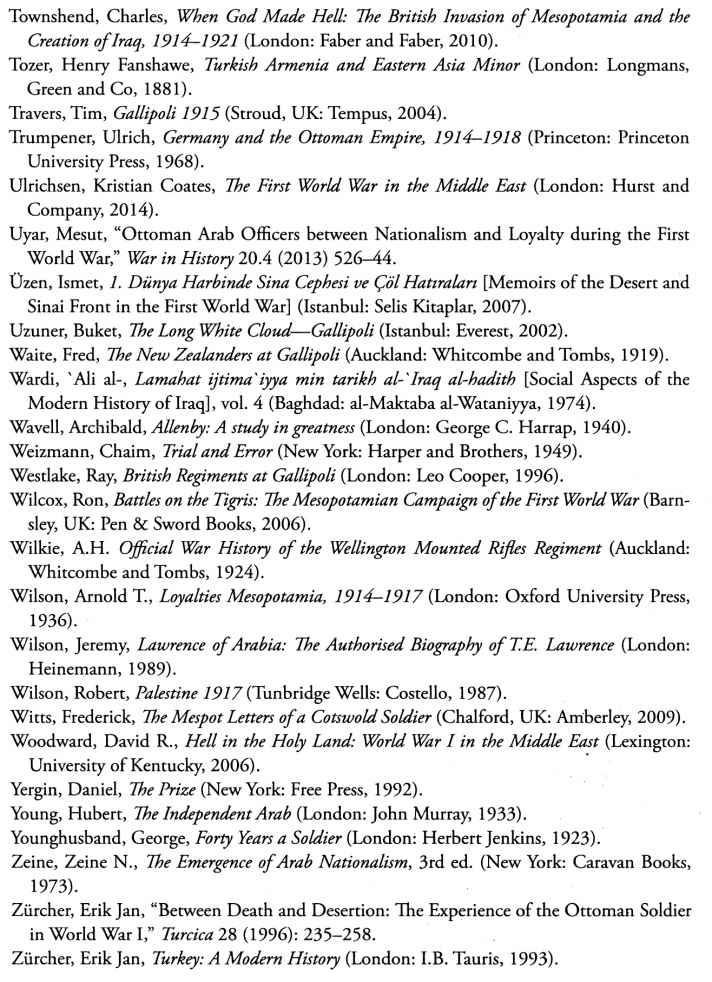 Townshend, Charles, When God Made Hell: The British Invasion of Mesopotamia and the
Creation of Iraq, 1914–1921 (London: Faber and Faber, 2010).
Tozer, Henry Fanshawe, Turkish Armenia and Eastern Asia Minor (London: Longmans,
Green and Co, 1881).
Travers, Tim, Gallipoli 1915 (Stroud, UK: Tempus, 2004).
Trumpener, Ulrich, Germany and the Ottoman Empire, 1914–1918 (Princeton: Princeton
University Press, 1968).
Ulrichsen, Kristian Coates, The First World War in the Middle East (London: Hurst and
Company, 2014).
Uyar, Mesut, “Ottoman Arab Officers between Nationalism and Loyalty during the First
World War,” War in History 20.4 (2013) 526–44.
Üzen, Ismet, 1. Dünya Harbinde Sina Cephesi ve Çöl Hatıraları [Memoirs of the Desert and
Sinai Front in the First World War] (Istanbul: Selis Kitaplar, 2007).
Uzuner, Buket, The Long White Cloud—Gallipoli (Istanbul: Everest, 2002).
Waite, Fred, The New Zealanders at Gallipoli (Auckland: Whitcombe and Tombs, 1919).
Wardi, `Ali al-, Lamahat ijtima`iyya min tarikh al-`Iraq al-hadith [Social Aspects of the
Modern History of Iraq], vol. 4 (Baghdad: al-Maktaba al-Wataniyya, 1974).
Wavell, Archibald, Allenby: A study in greatness (London: George C. Harrap, 1940).
Weizmann, Chaim, Trial and Error (New York: Harper and Brothers, 1949).
Westlake, Ray, British Regiments at Gallipoli (London: Leo Cooper, 1996).
Wilcox, Ron, Battles on the Tigris: The Mesopotamian Campaign of the First World War (Barn-
sley, UK: Pen & Sword Books, 2006).
Wilkie, A.H. Official War History of the Wellington Mounted Rifles Regiment (Auckland:
Whitcombe and Tombs, 1924).
Wilson, Arnold T., Loyalties Mesopotamia, 1914–1917 (London: Oxford University Press,
1936).
Wilson, Jeremy, Lawrence of Arabia: The Authorised Biography of T.E. Lawrence (London:
Heinemann, 1989).
Wilson, Robert, Palestine 1917 (Tunbridge Wells: Costello, 1987).
Witts, Frederick, The Mespot Letters of a Cotswold Soldier (Chalford, UK: Amberley, 2009).
Woodward, David R., Hell in the Holy Land: World War I in the Middle East (Lexington:
University of Kentucky, 2006).
Yergin, Daniel, The Prize (New York: Free Press, 1992).
Young, Hubert, The Independent Arab (London: John Murray, 1933).
Younghusband, George, Forty Years a Soldier (London: Herbert Jenkins, 1923).
Zeine, Zeine N., The Emergence of Arab Nationalism, 3rd ed. (New York: Caravan Books,
1973).
Zürcher, Erik Jan, “Between Death and Desertion: The Experience of the Ottoman Soldier
in World War I,” Turcica 28 (1996): 235–258.
Zürcher, Erik Jan, Turkey: A Modern History (London: I.B. Tauris, 1993).